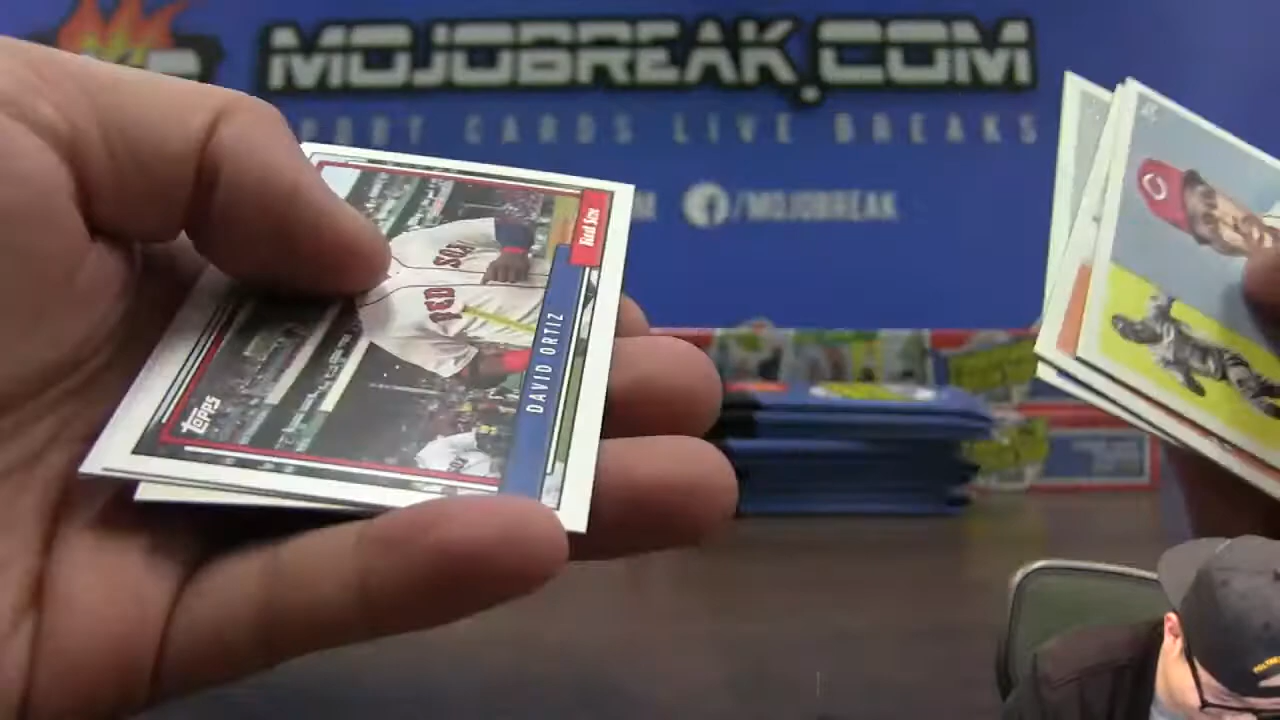 MOJOBREAK.COM
SPORT CARDS LIVE BREAKS
/MOJOBREAK
Red Sox
RED SOX
DAVID ORTIZ
TOPPS